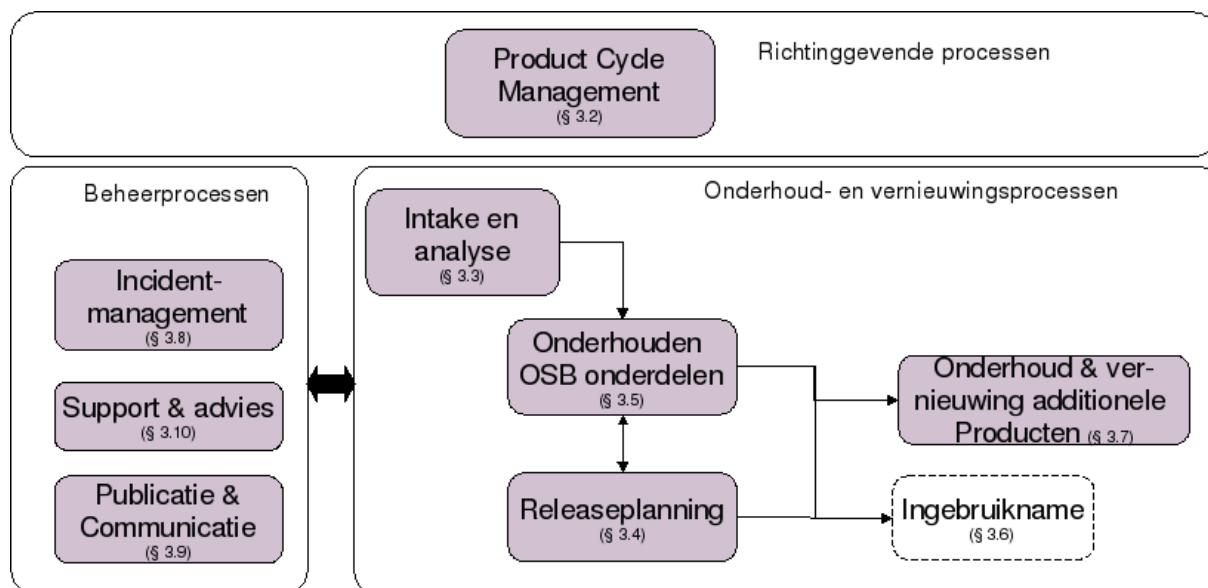 Product Cycle
Management
(§ 3.2)
Richtinggevende processen
Beheerprocessen
Incident-
management
(§ 3.8)
Support & advies
(§ 3.10)
Publicatie &
Communicatie
(§ 3.9)
Onderhoud- en vernieuwingsprocessen
Intake en
analyse
(§ 3.3)
Onderhouden
OSB onderdelen
(§ 3.5)
Releaseplanning
(§ 3.4)
Onderhoud & ver-
nieuwing additionele
Producten (§ 3.7)
Ingebruikname
(§ 3.6)